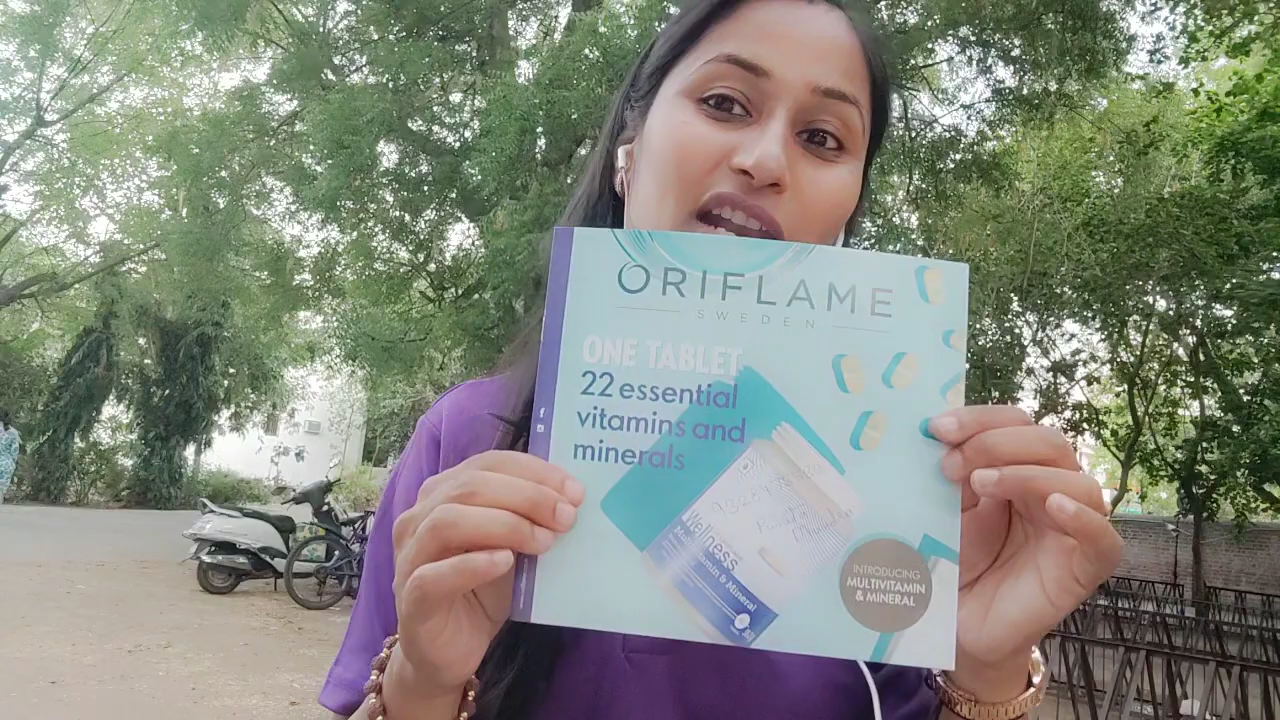 ORIFLAME
SWEDEN
ONE TABLET
22 essential
vitamins and
minerals
Wellness
Multivitamin & Mineral
INTRODUCING
MULTIVITAMIN
& MINERAL